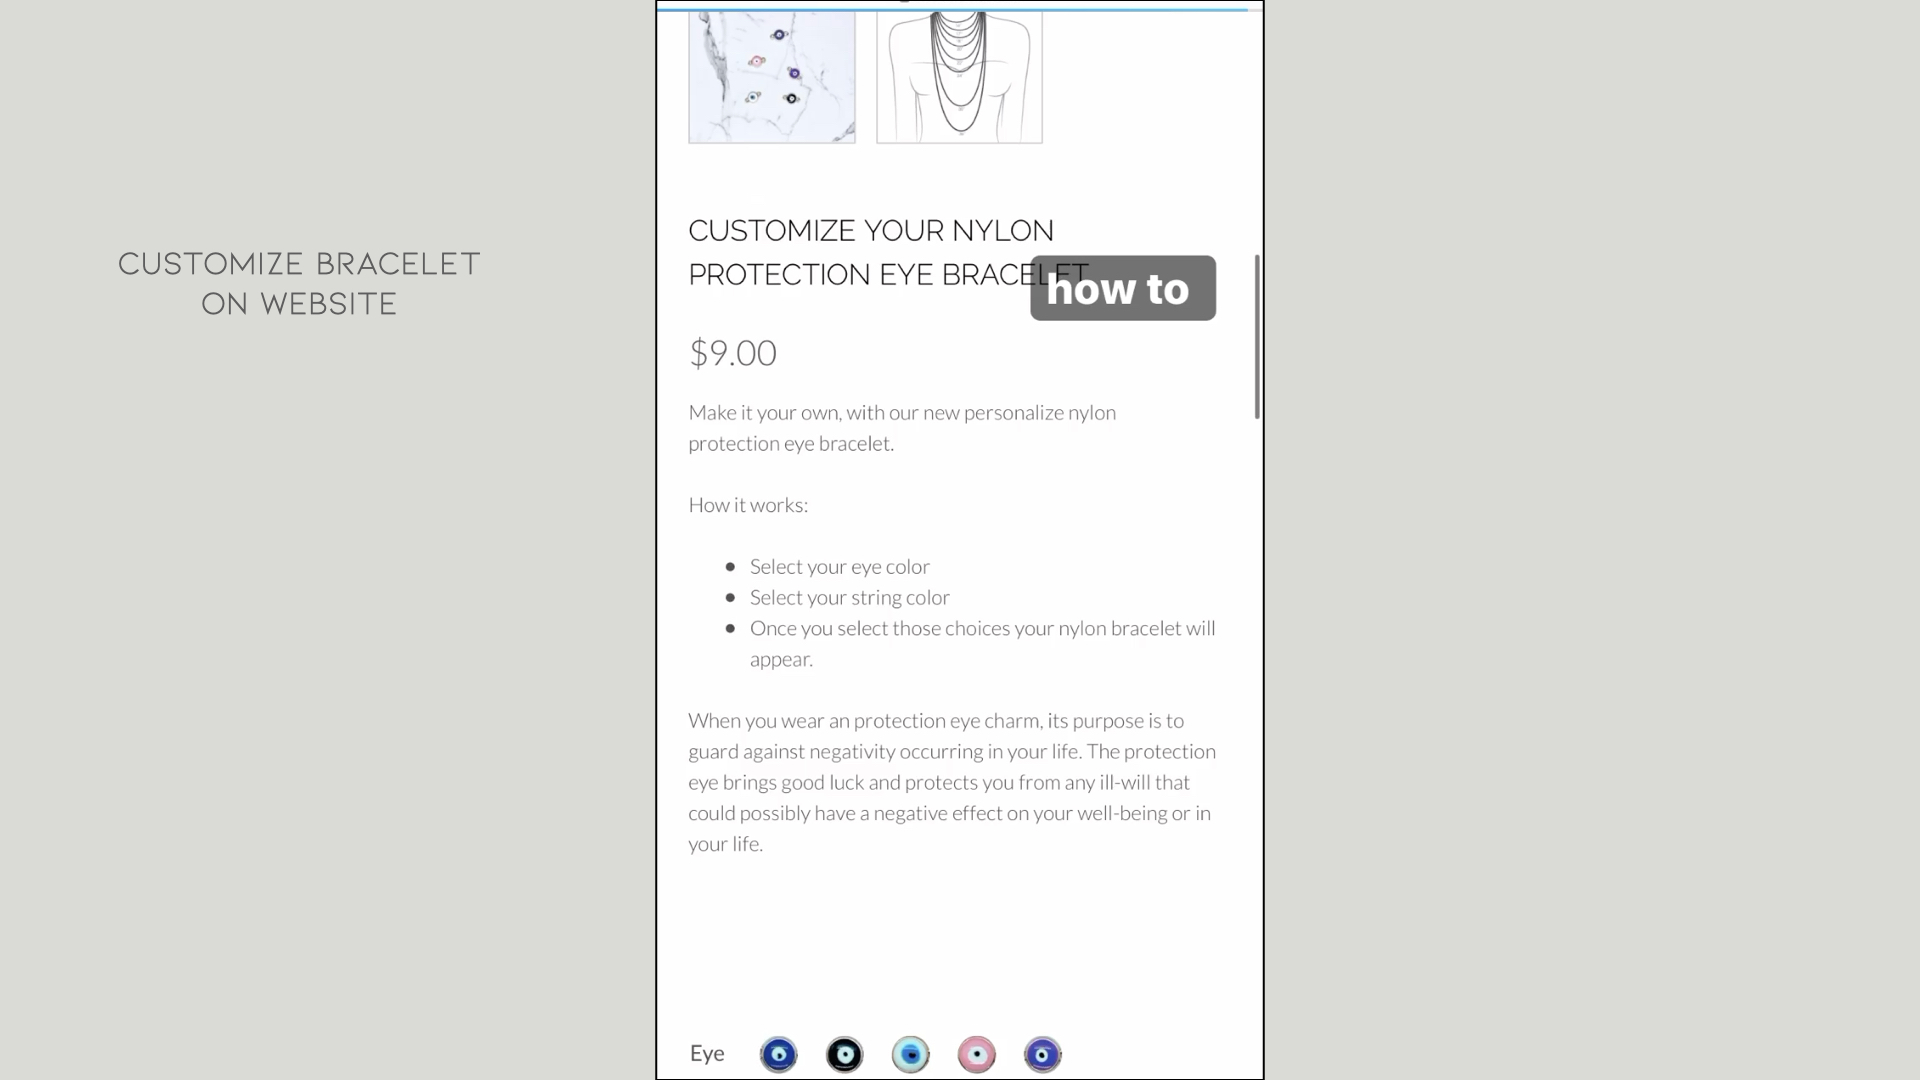 CUSTOMIZE BRACELET
ON WEBSITE
CUSTOMIZE YOUR NYLON
PROTECTION EYE BRACELET
how to
$9.00
Make it your own, with our new personalize nylon
protection eye bracelet.
How it works:
Select your eye color
Select your string color
Once you select those choices your nylon bracelet will
appear.
When you wear an protection eye charm, its purpose is to
guard against negativity occurring in your life. The protection
eye brings good luck and protects you from any ill-will that
could possibly have a negative effect on your well-being or in
your life.
Eye